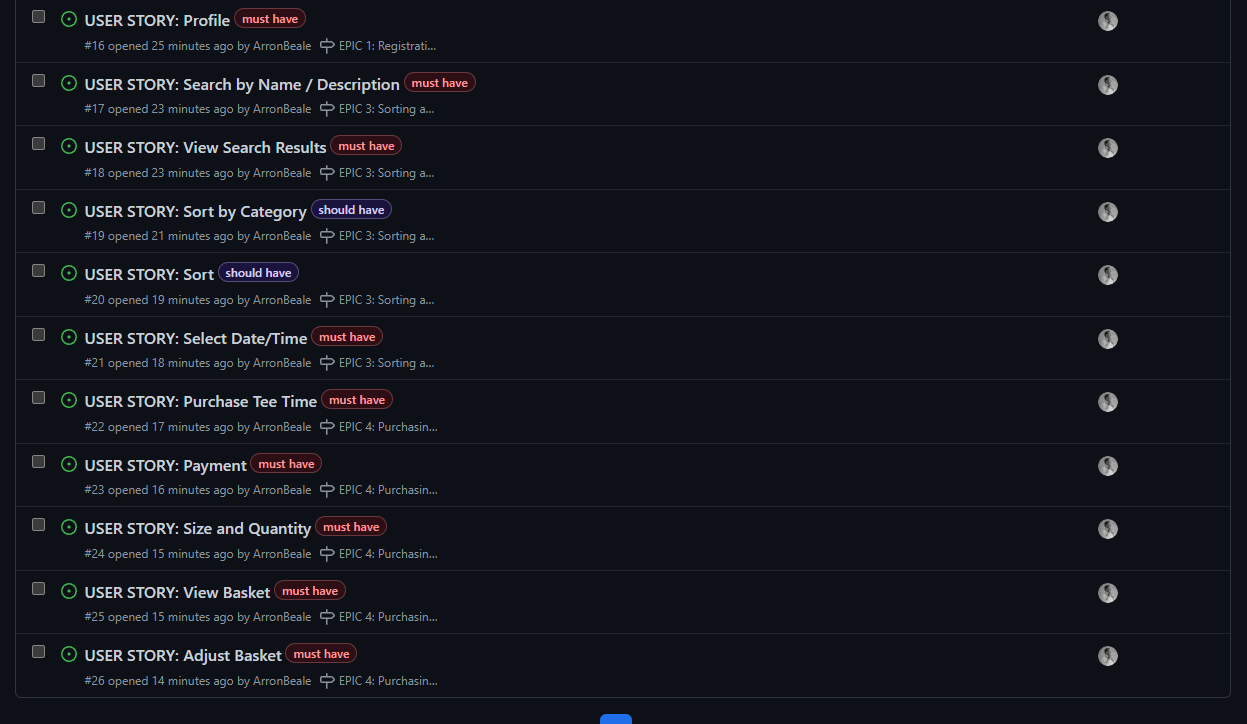 USER STORY: Profile must have
#16 opened 25 minutes ago by ArronBeale EPIC 1: Registrati...
USER STORY: Search by Name / Description must have
#17 opened 23 minutes ago by ArronBeale EPIC 3: Sorting a...
USER STORY: View Search Results must have
#18 opened 23 minutes ago by ArronBeale EPIC 3: Sorting a...
USER STORY: Sort by Category should have
#19 opened 21 minutes ago by ArronBeale EPIC 3: Sorting a...
USER STORY: Sort should have
#20 opened 19 minutes ago by ArronBeale EPIC 3: Sorting a...
USER STORY: Select Date/Time must have
#21 opened 18 minutes ago by ArronBeale EPIC 3: Sorting a...
USER STORY: Purchase Tee Time must have
#22 opened 17 minutes ago by ArronBeale EPIC 4: Purchasin...
USER STORY: Payment must have
#23 opened 16 minutes ago by ArronBeale EPIC 4: Purchasin...
USER STORY: Size and Quantity must have
#24 opened 15 minutes ago by ArronBeale EPIC 4: Purchasin...
USER STORY: View Basket must have
#25 opened 15 minutes ago by ArronBeale EPIC 4: Purchasin...
USER STORY: Adjust Basket must have
#26 opened 14 minutes ago by ArronBeale EPIC 4: Purchasin...